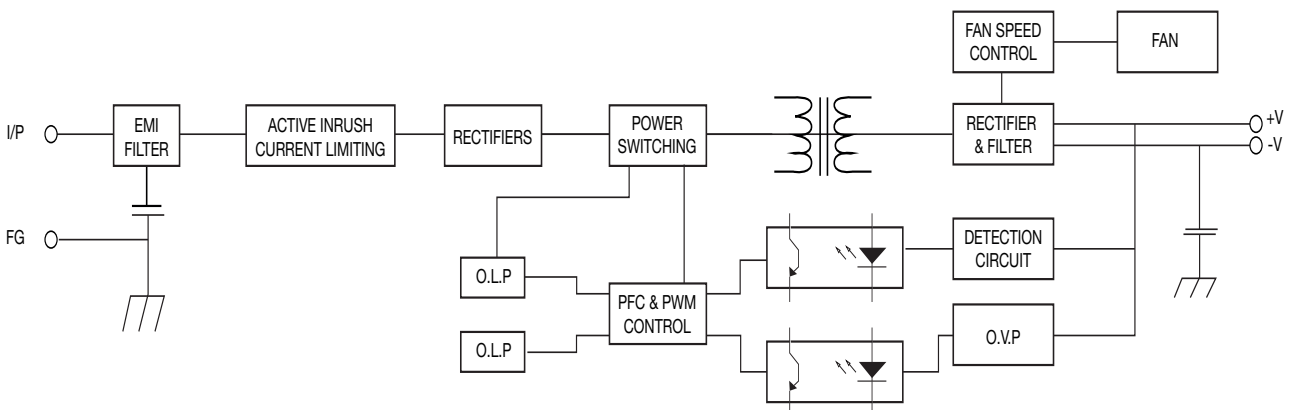 FAN SPEED
CONTROL
FAN
I/P
EMI
FILTER
ACTIVE INRUSH
CURRENT LIMITING
RECTIFIERS
POWER
SWITCHING
RECTIFIER
& FILTER
+V
-V
FG
O.L.P
PFC & PWM
CONTROL
DETECTION
CIRCUIT
O.L.P
O.V.P